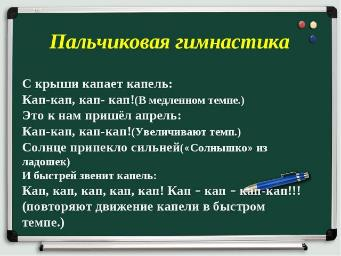 Пальчиковая гимнастика
С крыши капает капель:
Кап-кап, кап- кап!(В медленном темпе.)
Это к нам пришёл апрель:
Кап-кап, кап-кап!(Увеличивают темп.)
Солнце припекло сильней(«Солнышко» из
ладошек)
И быстрей звенит капель:
Кап, кап, кап, кап, кап! Кап – кап – кап-кап!!!
(повторяют движение капели в быстром
темпе.)